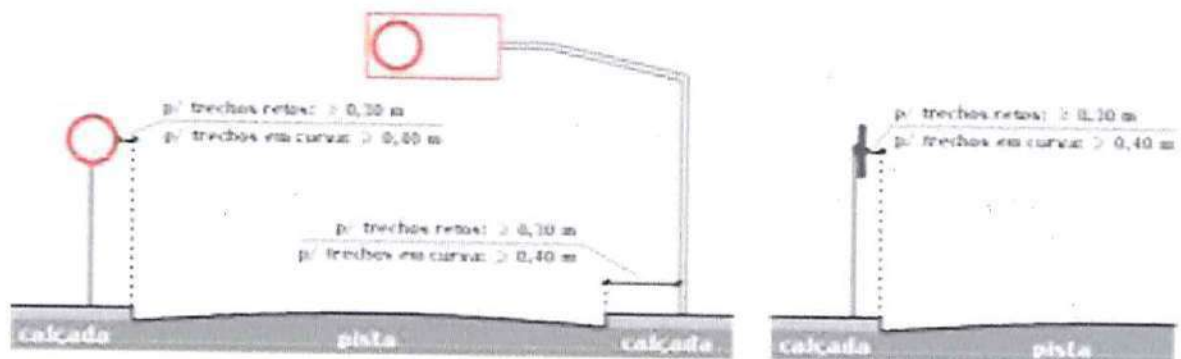 p/ trechos retos: ≥ 0,30 m
p/ trechos em curva: ≥ 0,40 m
p/ trechos retos: ≥ 0,30 m
p/ trechos em curva: ≥ 0,40 m
p/ trechos retos: ≥ 0,30 m
p/ trechos em curva: ≥ 0,40 m
calçada
pista
calçada
calçada
pista